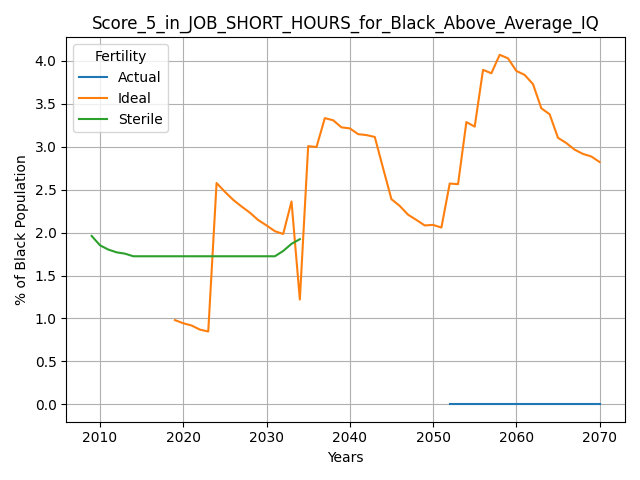 Score_5_in_JOB_SHORT_HOURS_for_Black_Above_Average_IQ
% of Black Population
4.0
3.5
3.0
2.5
2.0
1.5
1.0
0.5
0.0
Fertility
Actual
Ideal
Sterile
2010 2020 2030 2040 2050 2060 2070
Years